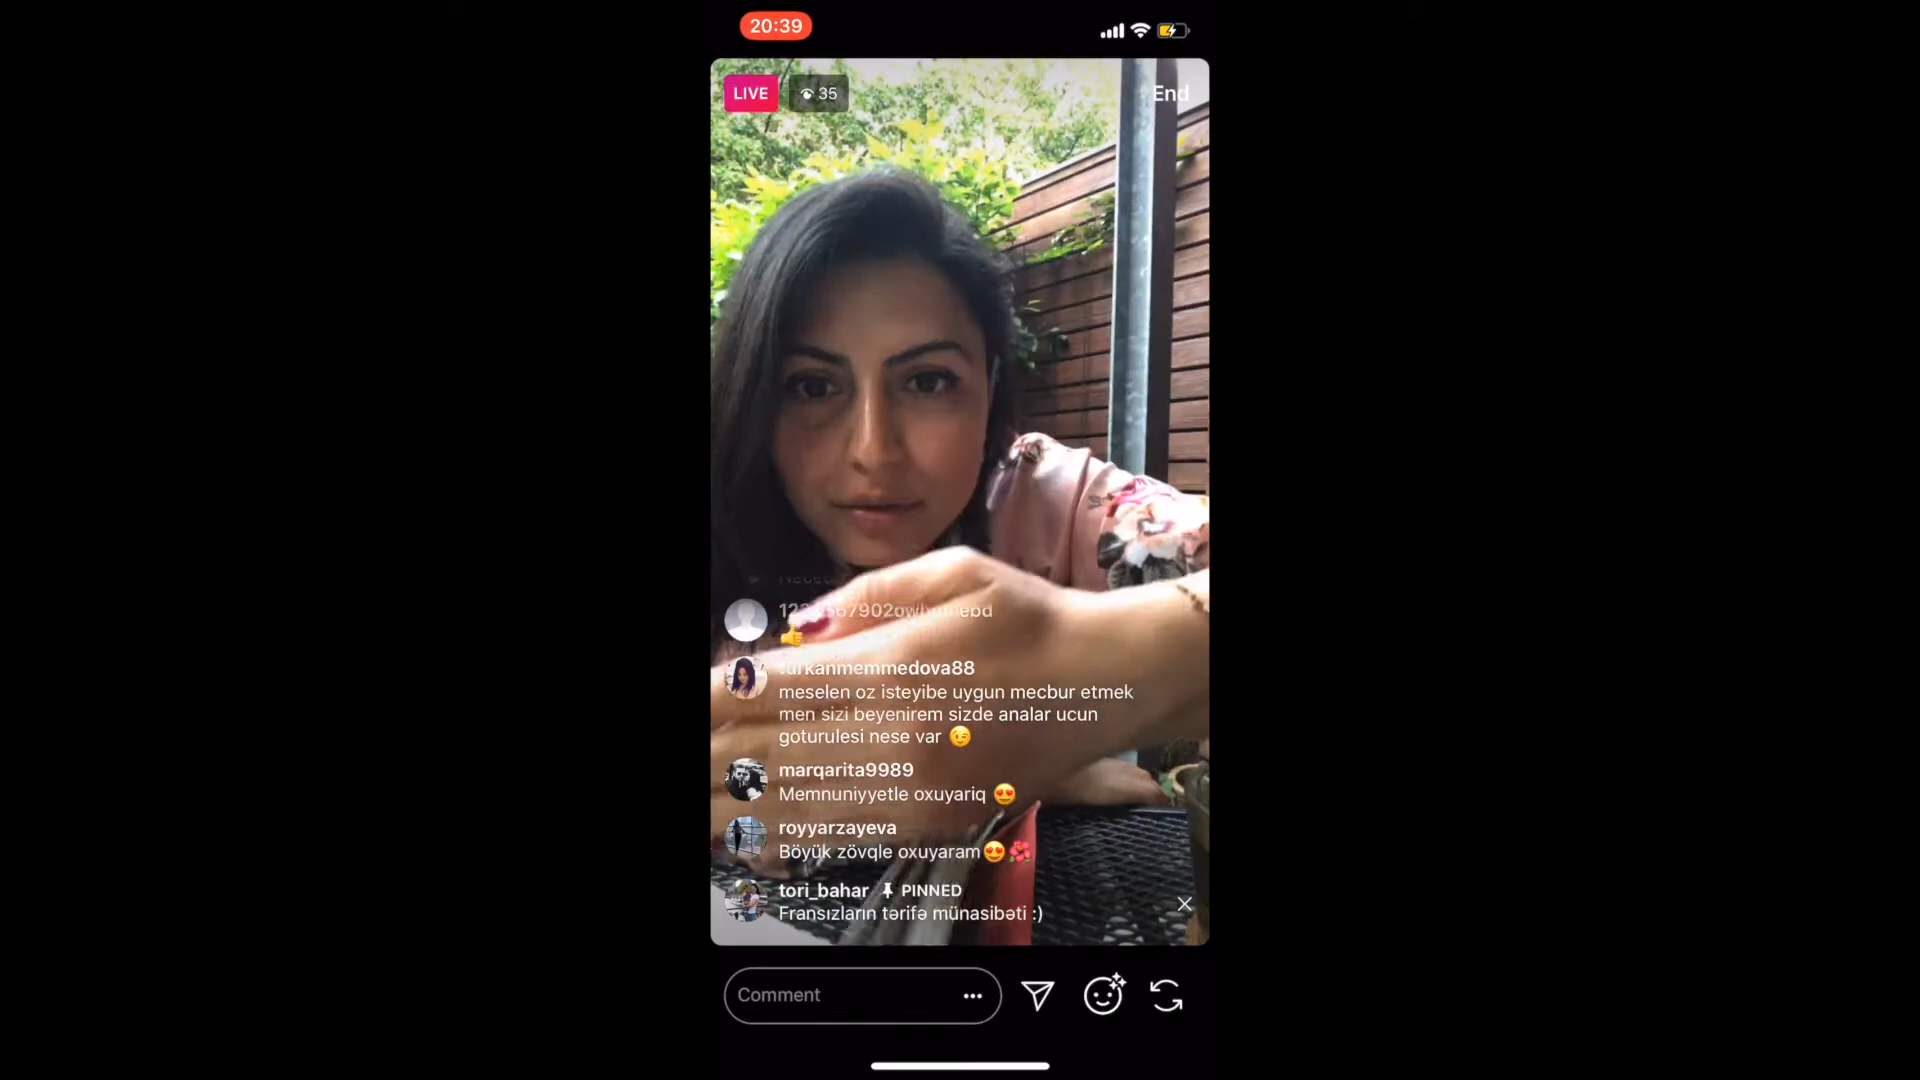 20:39
LIVE
35
End
turkanmemmedova88
meselen oz isteyibe uygun mecbur etmek
men sizi beyenirem sizde analar ucun
goturulesi nese var 😉
marqarita9989
Memnuniyyetle oxuyariq 😍
royyarzayeva
Böyük zövqle oxuyaram😍🌺
tori_bahar PINNED
Fransızların tərifə münasibəti :)
Comment